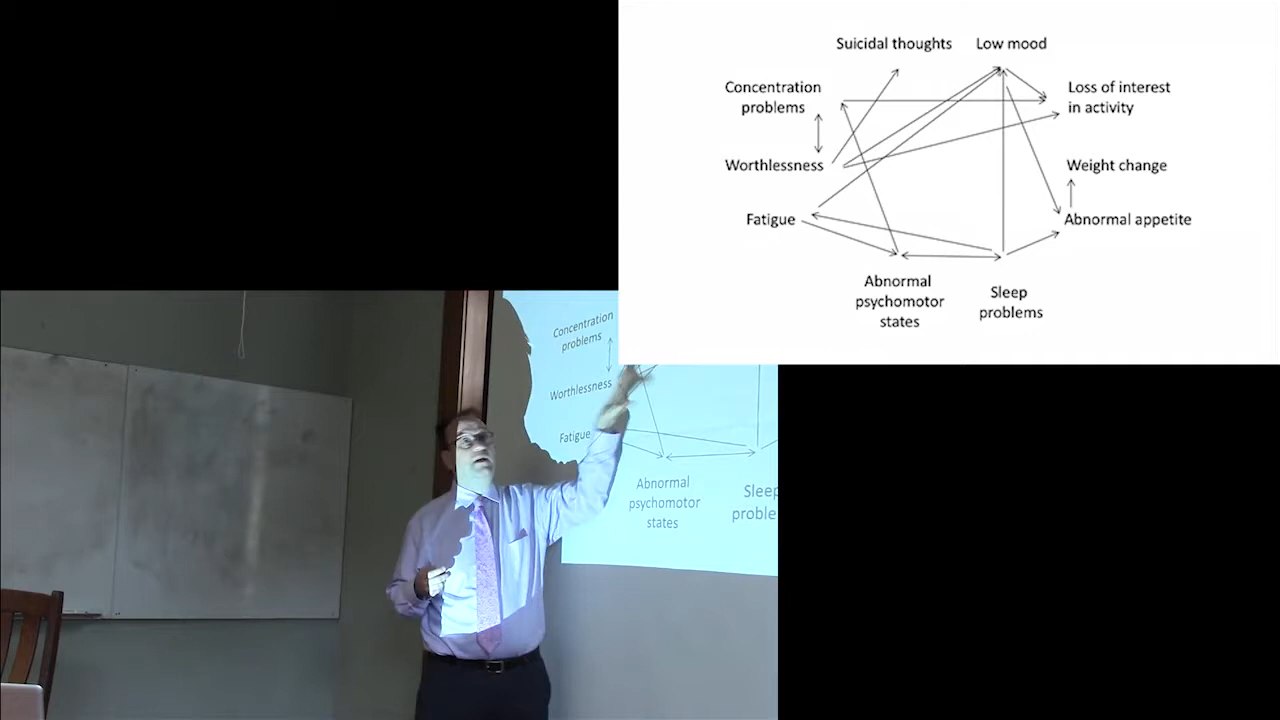 Suicidal thoughts
Low mood
Concentration
problems
Loss of interest
in activity
Worthlessness
Weight change
Fatigue
Abnormal appetite
Abnormal
psychomotor
states
Sleep
problems
Concentration
problems
Worthlessness
Fatigue
Abnormal
psychomotor
states
Sleep
proble